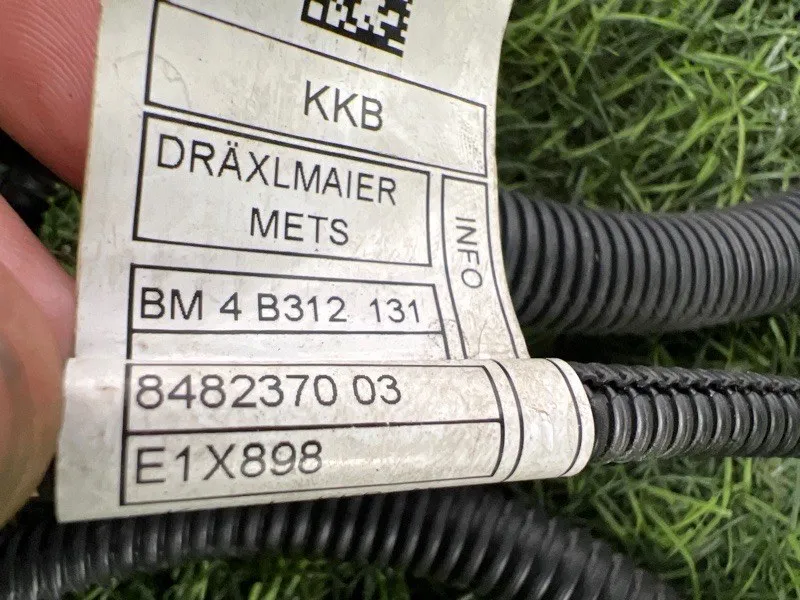 KKB
DRÄXLMAIER
METS
INFO
BM 4 B312 131
8482370 03
E1X898